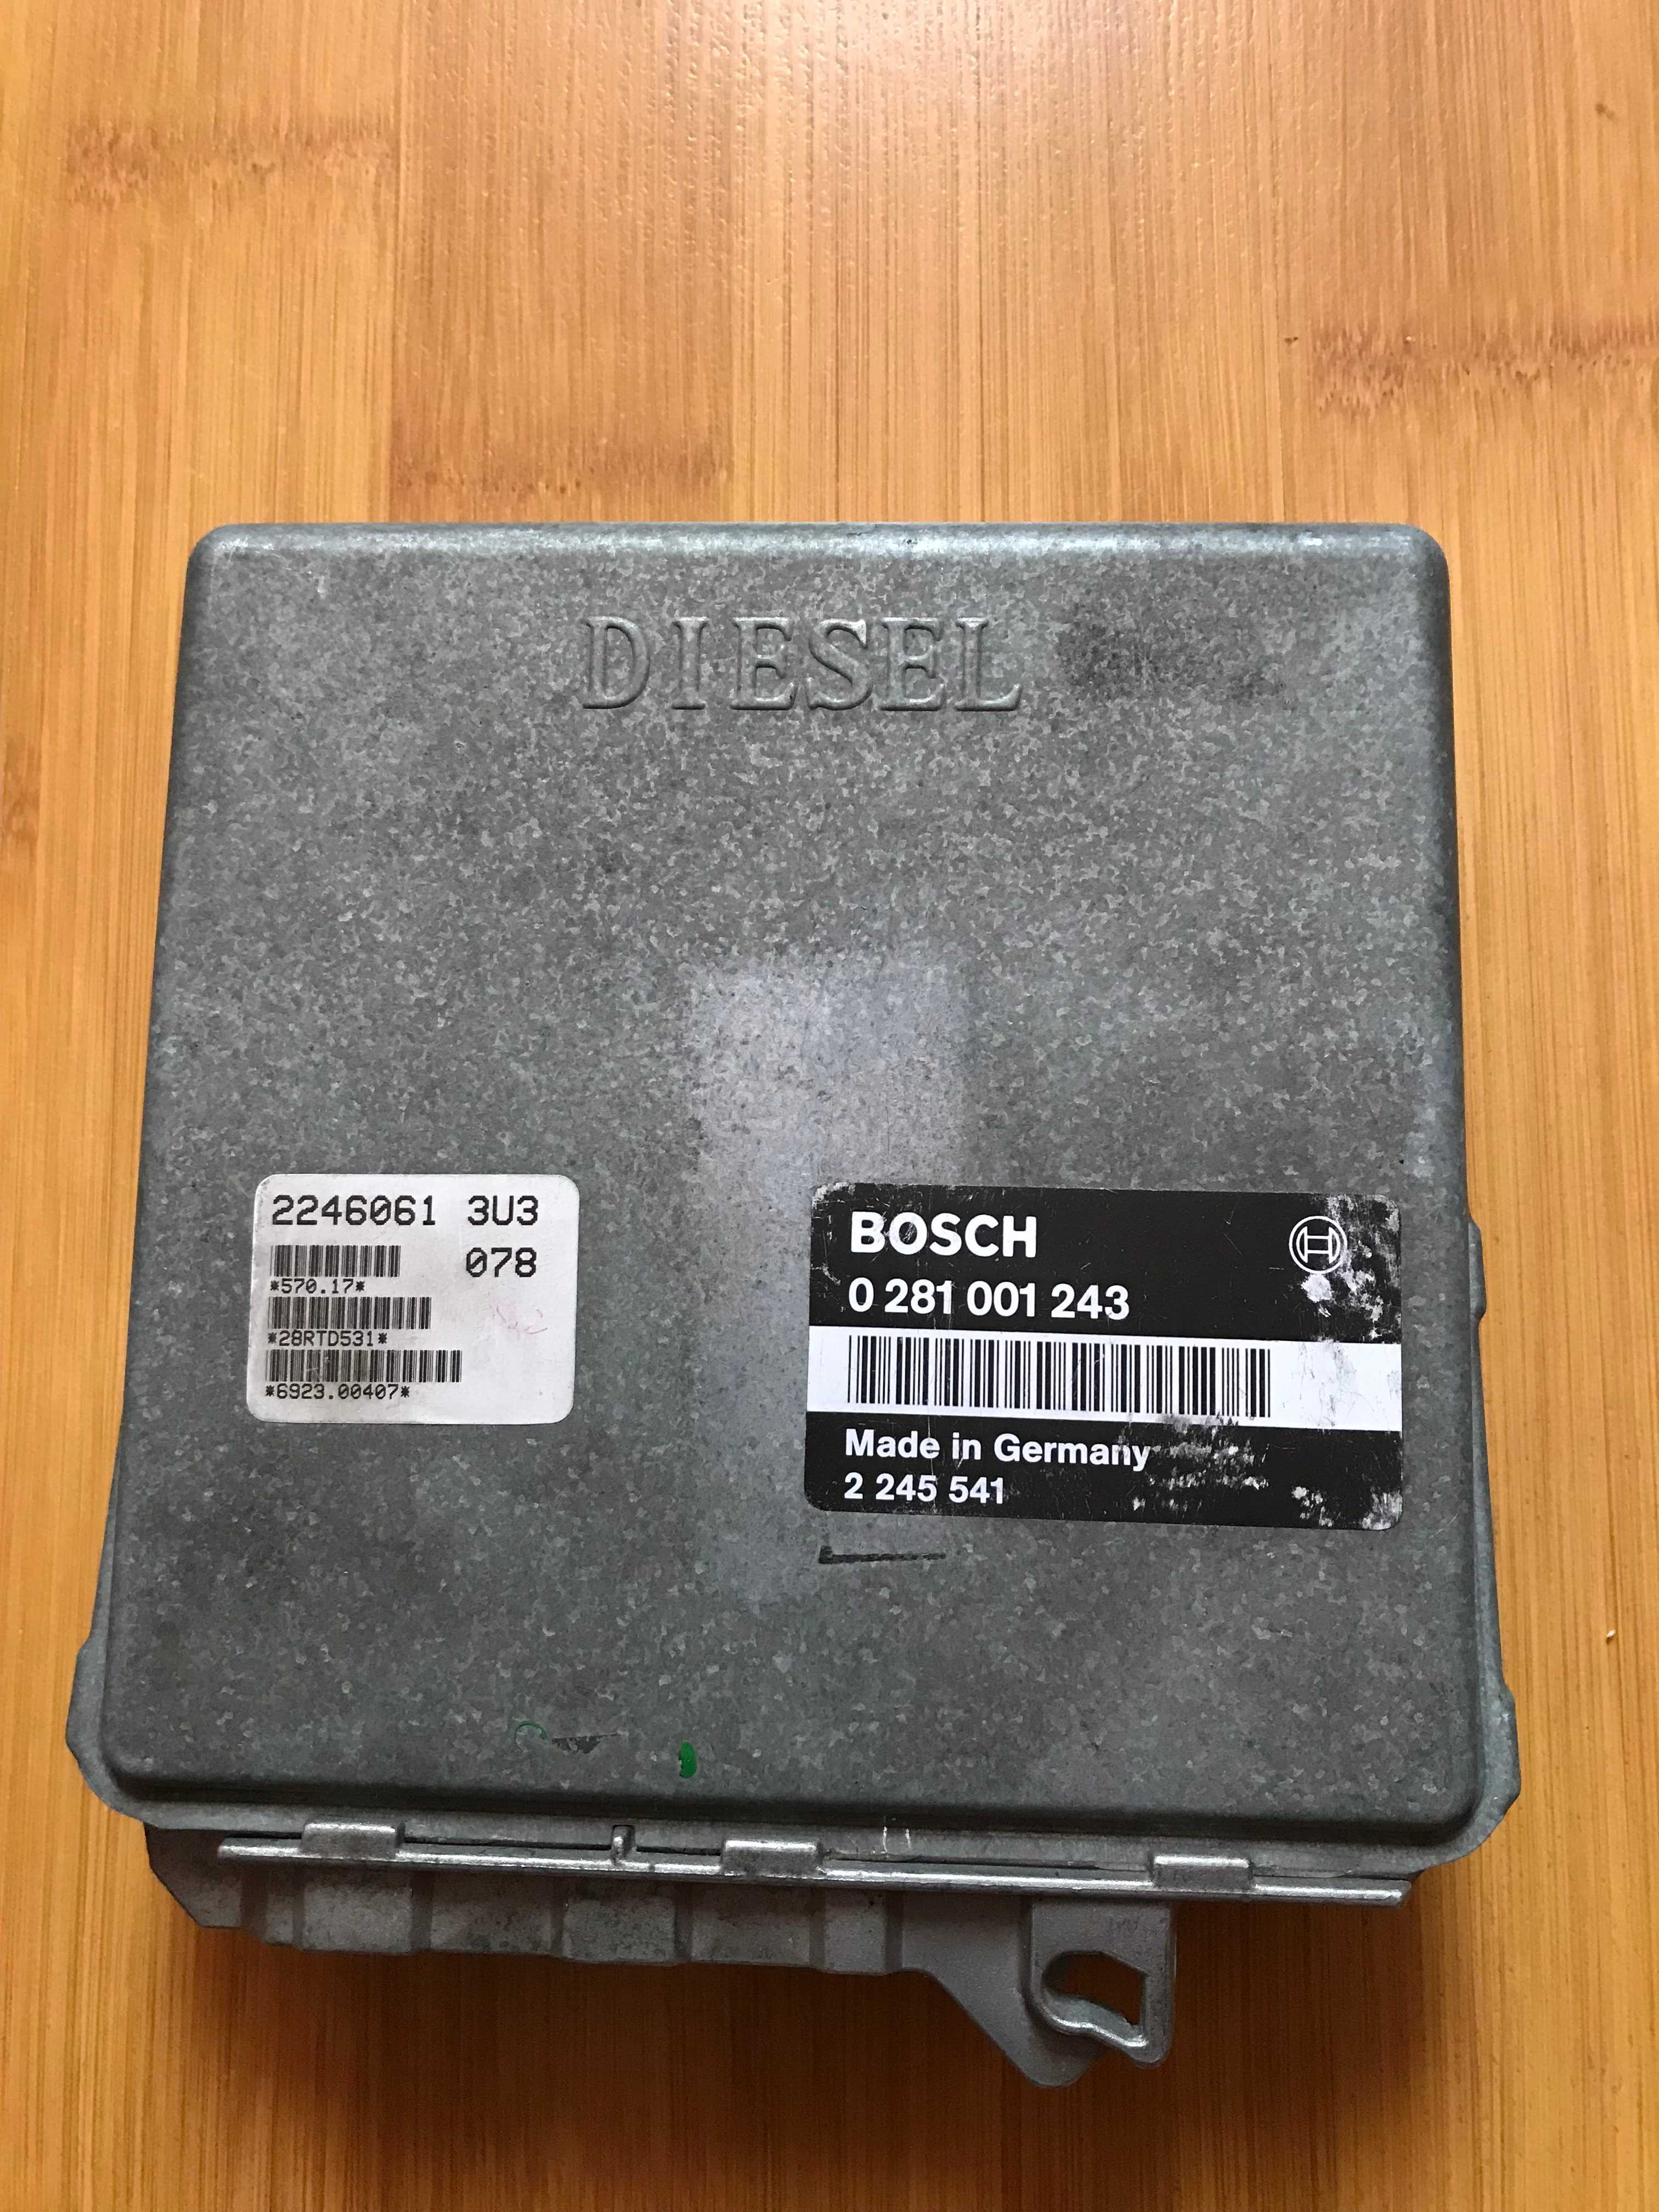 DIESEL
2246061 3U3
078
*570.17*
*28RTD531*
*6923.00407*
BOSCH
0 281 001 243
Made in Germany
2 245 541